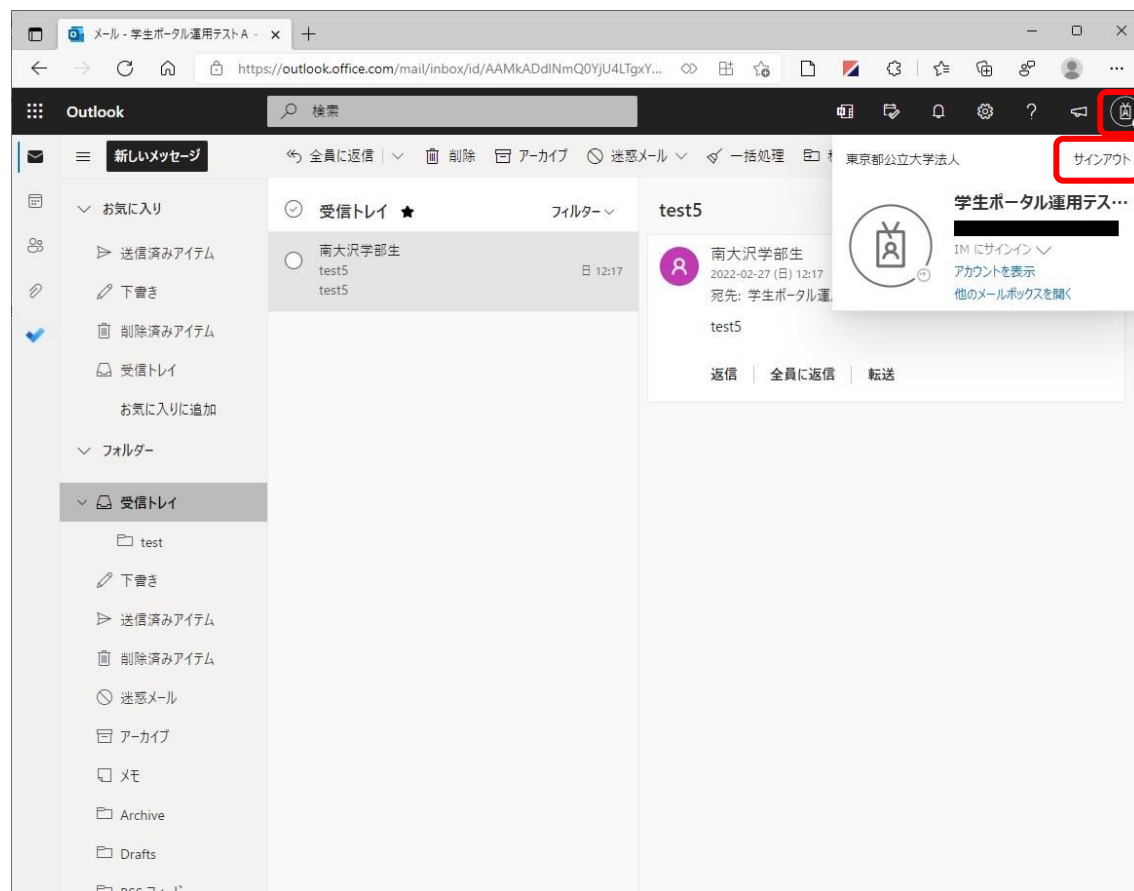 メール - 学生ポータル運用テストA -
https://outlook.office.com/mail/inbox/id/AAMkADdlNmQ0YjU4LTgxY...
Outlook
検索
新しいメッセージ
全員に返信
削除
アーカイブ
迷惑メール
一括処理
東京都公立大学法人
サインアウト
学生ポータル運用テス…
IM にサインイン
アカウントを表示
他のメールボックスを開く
お気に入り
送信済みアイテム
下書き
削除済みアイテム
受信トレイ
お気に入りに追加
フォルダー
受信トレイ
test
下書き
送信済みアイテム
削除済みアイテム
迷惑メール
アーカイブ
メモ
Archive
Drafts
受信トレイ ★
フィルター
南大沢学部生
test5
日 12:17
test5
test5
南大沢学部生
2022-02-27 (日) 12:17
宛先: 学生ポータル運
test5
返信
全員に返信
転送